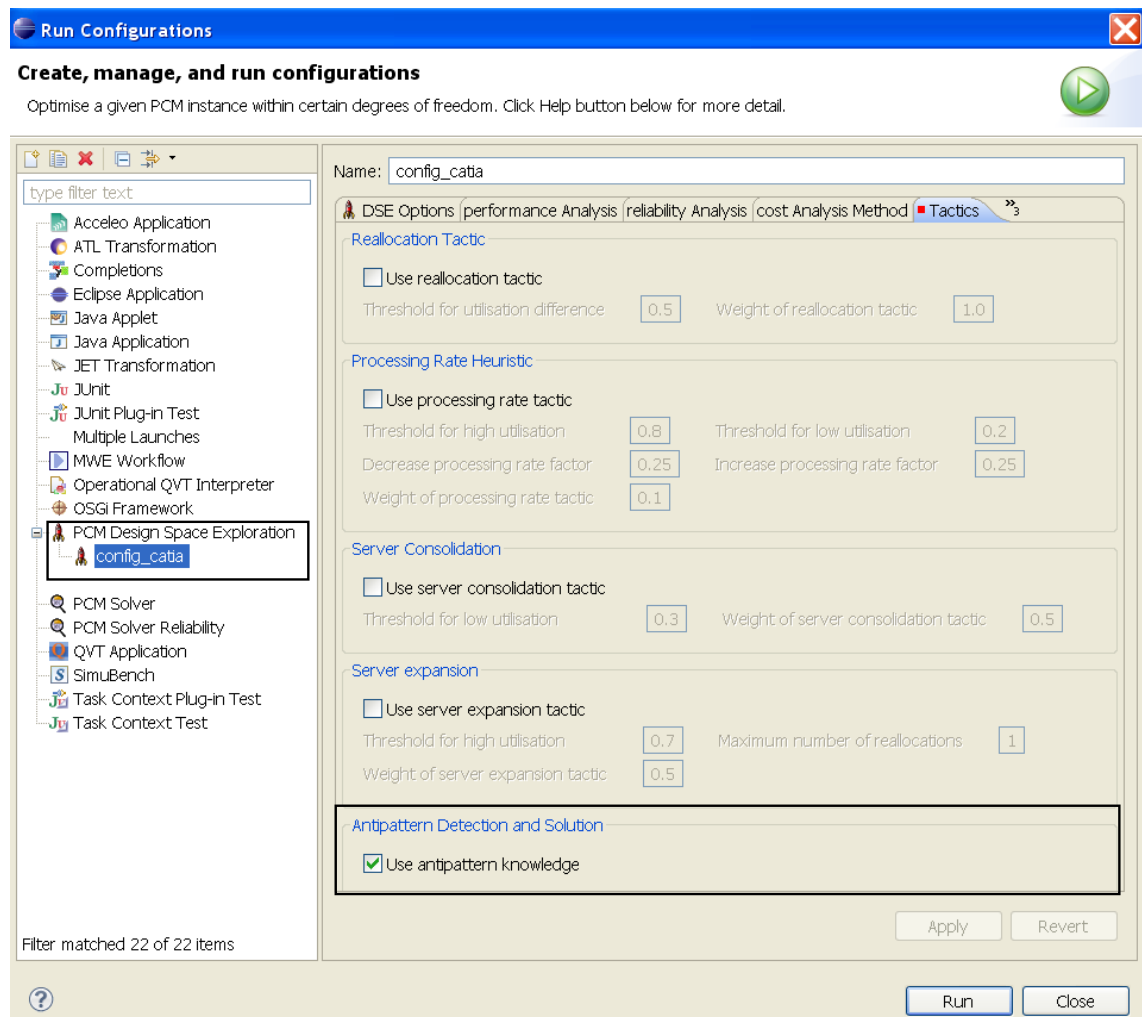 Run Configurations
Create, manage, and run configurations
Optimise a given PCM instance within certain degrees of freedom. Click Help button below for more detail.
type filter text
Acceleo Application
ATL Transformation
Completions
Eclipse Application
Java Applet
Java Application
JET Transformation
JUnit
JUnit Plug-in Test
Multiple Launches
MWE Workflow
Operational QVT Interpreter
OSGi Framework
PCM Design Space Exploration
config_catia
PCM Solver
PCM Solver Reliability
QVT Application
SimuBench
Task Context Plug-in Test
Task Context Test
Filter matched 22 of 22 items
Name: config_catia
DSE Options performance Analysis reliability Analysis cost Analysis Method Tactics »3
Reallocation Tactic
Use reallocation tactic
Threshold for utilisation difference 0.5 Weight of reallocation tactic 1.0
Processing Rate Heuristic
Use processing rate tactic
Threshold for high utilisation 0.8 Threshold for low utilisation 0.2
Decrease processing rate factor 0.25 Increase processing rate factor 0.25
Weight of processing rate tactic 0.1
Server Consolidation
Use server consolidation tactic
Threshold for low utilisation 0.3 Weight of server consolidation tactic 0.5
Server expansion
Use server expansion tactic
Threshold for high utilisation 0.7 Maximum number of reallocations 1
Weight of server expansion tactic 0.5
Antipattern Detection and Solution
Use antipattern knowledge
Apply Revert
? Run Close